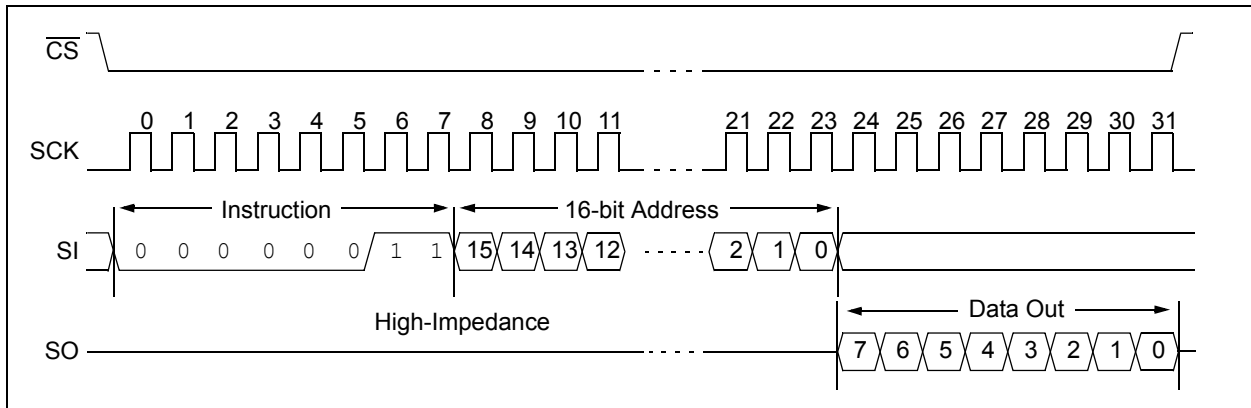 CS
0 1 2 3 4 5 6 7 8 9 10 11 21 22 23 24 25 26 27 28 29 30 31
SCK
Instruction 16-bit Address
SI 0 0 0 0 0 0 1 1 15 14 13 12 2 1 0
Data Out
High-Impedance
SO 7 6 5 4 3 2 1 0